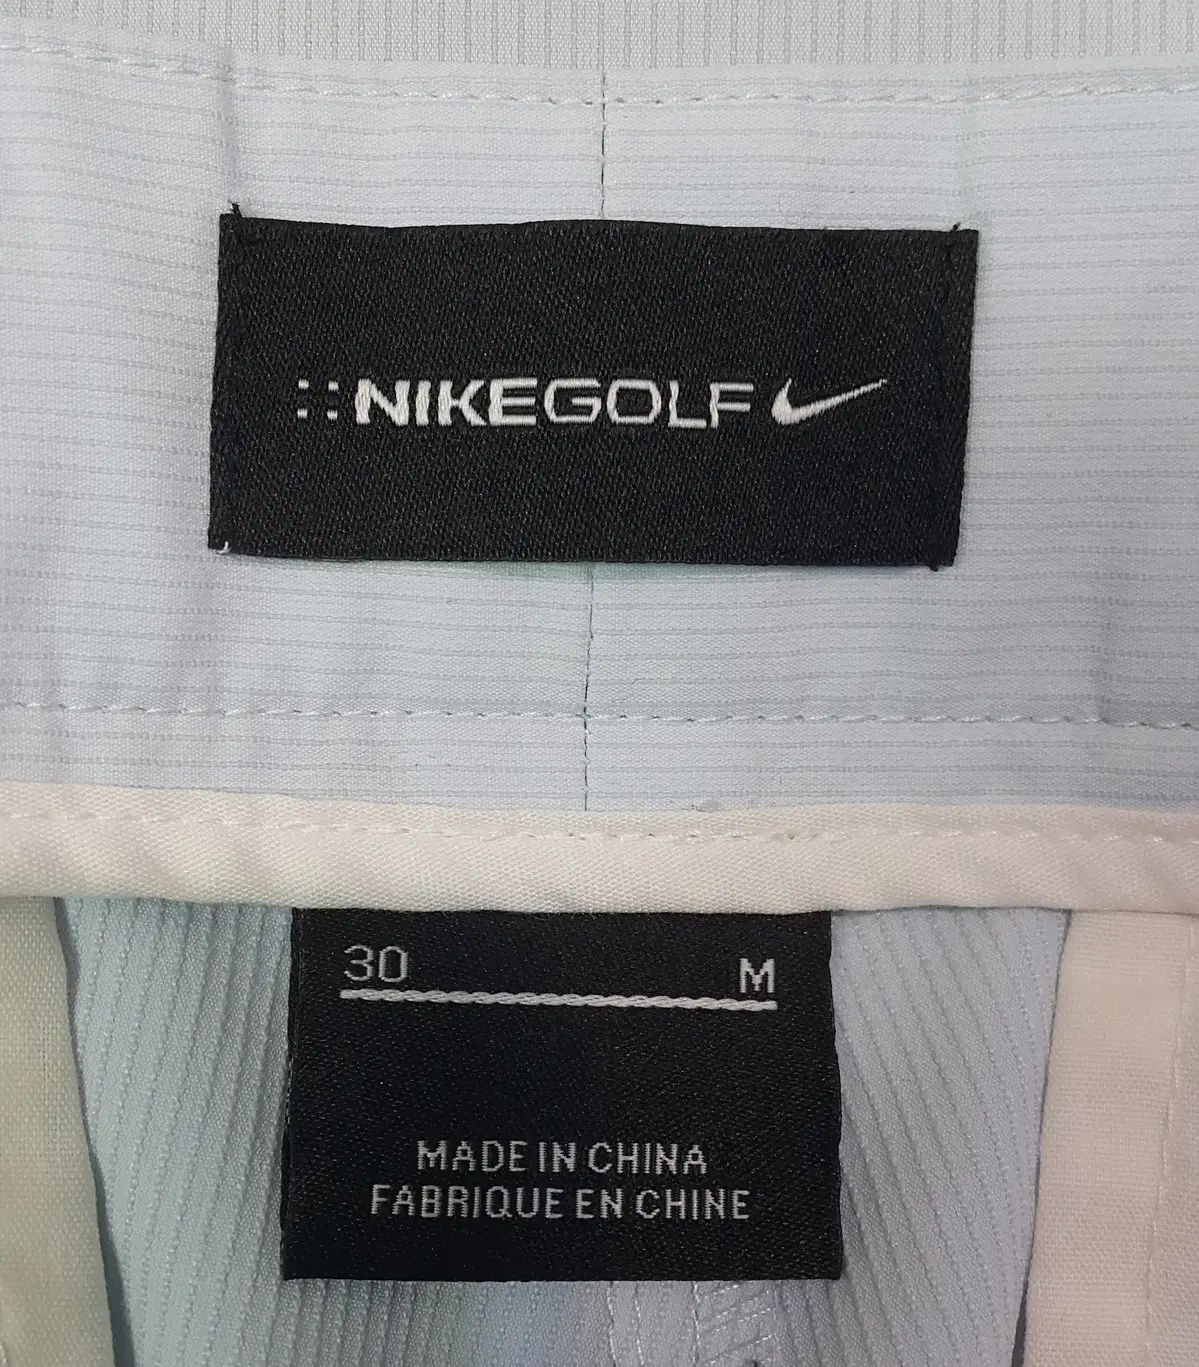 NIKEGOLF
30 M
MADE IN CHINA
FABRIQUE EN CHINE